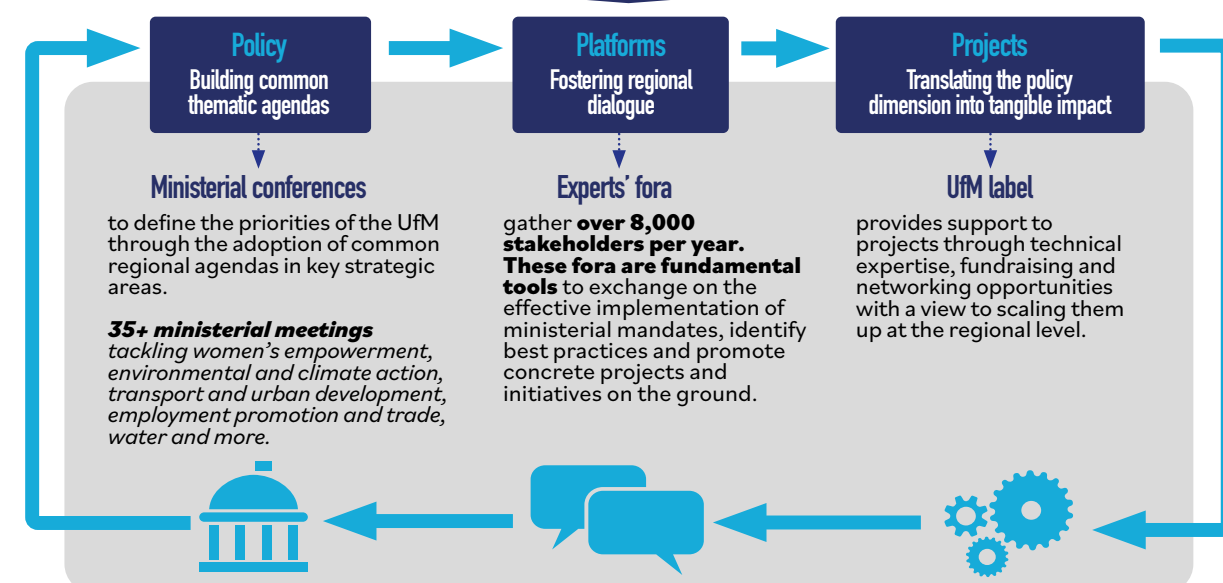 Policy
Building common
thematic agendas
Ministerial conferences
to define the priorities of the UfM
through the adoption of common
regional agendas in key strategic
areas.
35+ ministerial meetings
tackling women's empowerment,
environmental and climate action,
transport and urban development,
employment promotion and trade,
water and more.
Platforms
Fostering regional
dialogue
Experts' fora
gather over 8,000
stakeholders per year.
These fora are fundamental
tools to exchange on the
effective implementation of
ministerial mandates, identify
best practices and promote
concrete projects and
initiatives on the ground.
Projects
Translating the policy
dimension into tangible impact
UfM label
provides support to
projects through technical
expertise, fundraising and
networking opportunities
with a view to scaling them
up at the regional level.